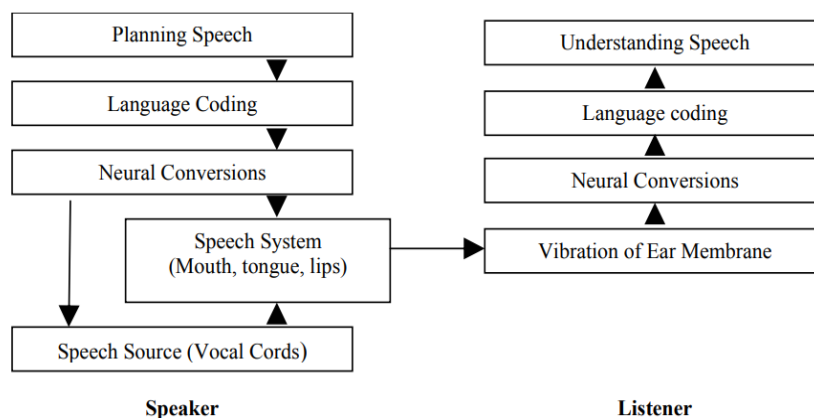 Planning Speech
Language Coding
Neural Conversions
Speech System
(Mouth, tongue, lips)
Speech Source (Vocal Cords)
Speaker
Understanding Speech
Language coding
Neural Conversions
Vibration of Ear Membrane
Listener